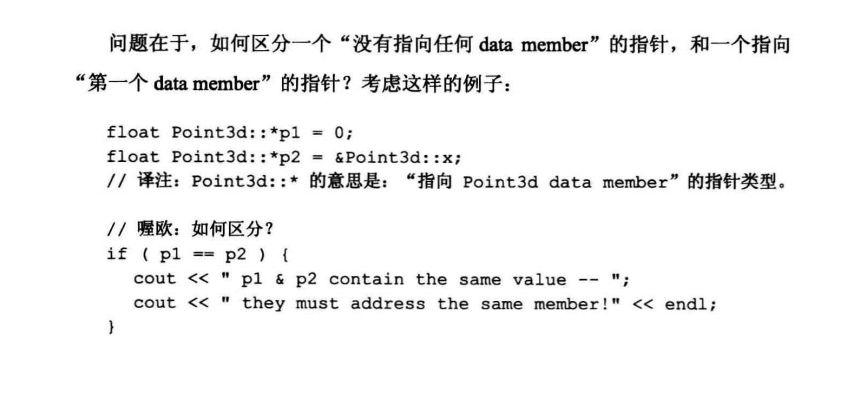 问题在于，如何区分一个“没有指向任何 data member”的指针，和一个指向
“第一个 data member”的指针？考虑这样的例子：
float Point3d::*p1 = 0;
float Point3d::*p2 = &Point3d::x;
// 译注：Point3d::* 的意思是：“指向 Point3d data member”的指针类型。
// 喔欧：如何区分？
if ( p1 == p2 ) {
cout << " p1 & p2 contain the same value -- ";
cout << " they must address the same member!" << endl;
}